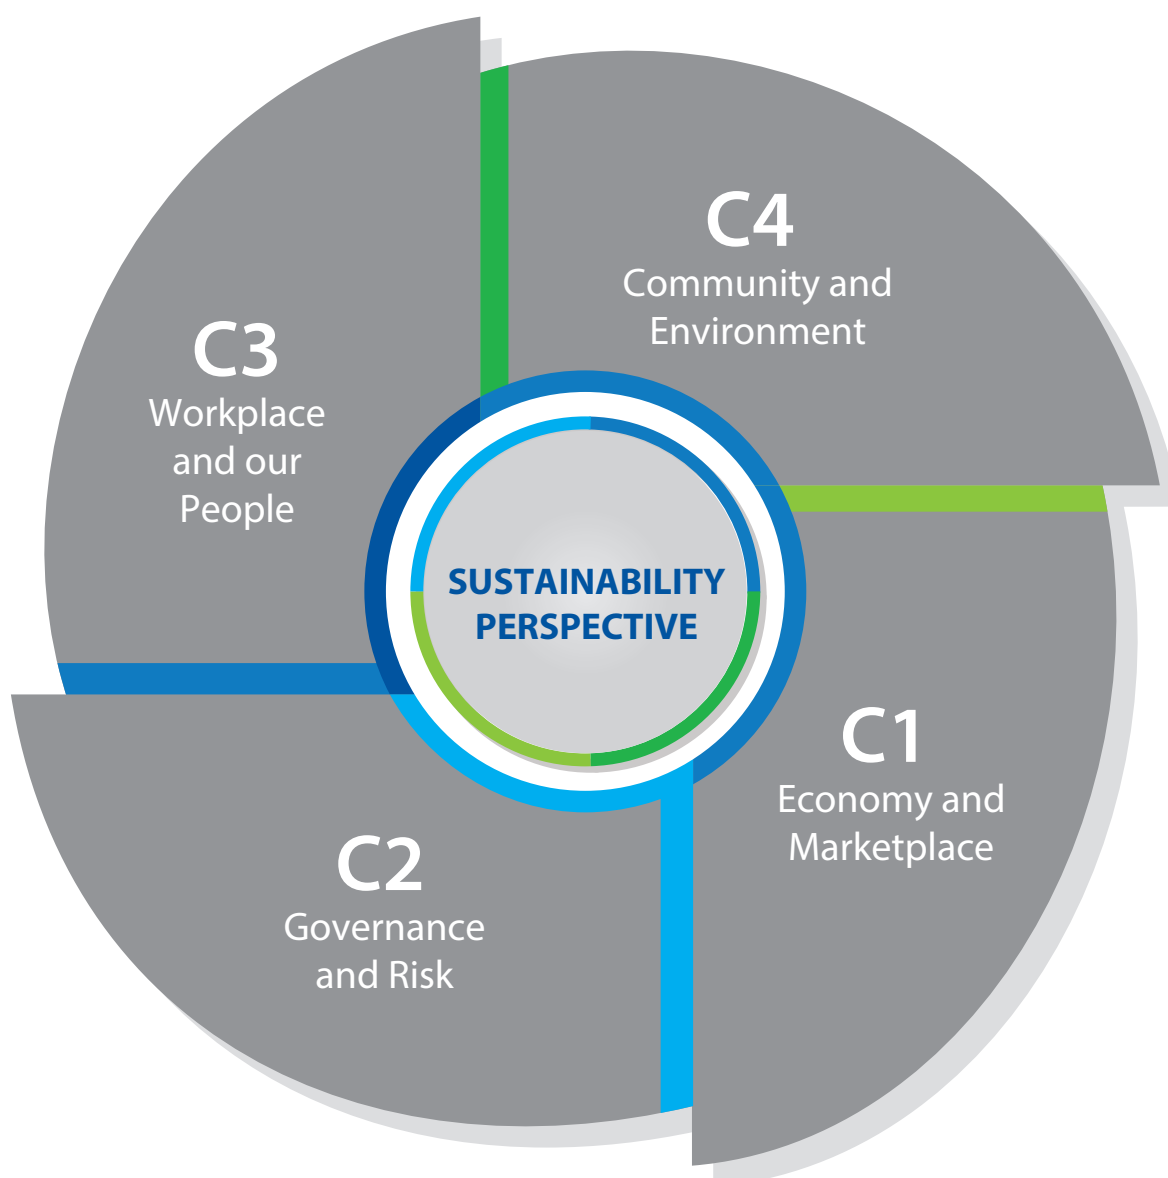 C4
Community and
Environment
C3
Workplace
and our
People
SUSTAINABILITY
PERSPECTIVE
C1
Economy and
Marketplace
C2
Governance
and Risk